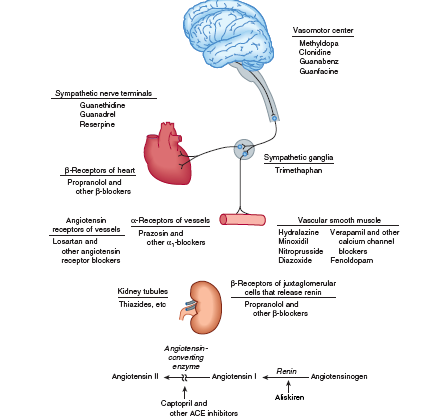 Vasomotor center
Methyldopa
Clonidine
Guanabenz
Guanfacine
Sympathetic nerve terminals
Guanethidine
Guanadrel
Reserpine
Sympathetic ganglia
Trimethaphan
β-Receptors of heart
Propranolol and
other β-blockers
Angiotensin
receptors of vessels
Losartan and
other angiotensin
receptor blockers
α-Receptors of vessels
Prazosin and
other α1-blockers
Vascular smooth muscle
Hydralazine
Minoxidil
Nitroprusside
Diazoxide
Verapamil and other
calcium channel
blockers
Fenoldopam
Kidney tubules
Thiazides, etc
β-Receptors of juxtaglomerular
cells that release renin
Propranolol and
other β-blockers
Angiotensin-
converting
enzyme
Renin
Angiotensin II
Angiotensin I
Angiotensinogen
Captopril and
other ACE inhibitors
Aliskiren